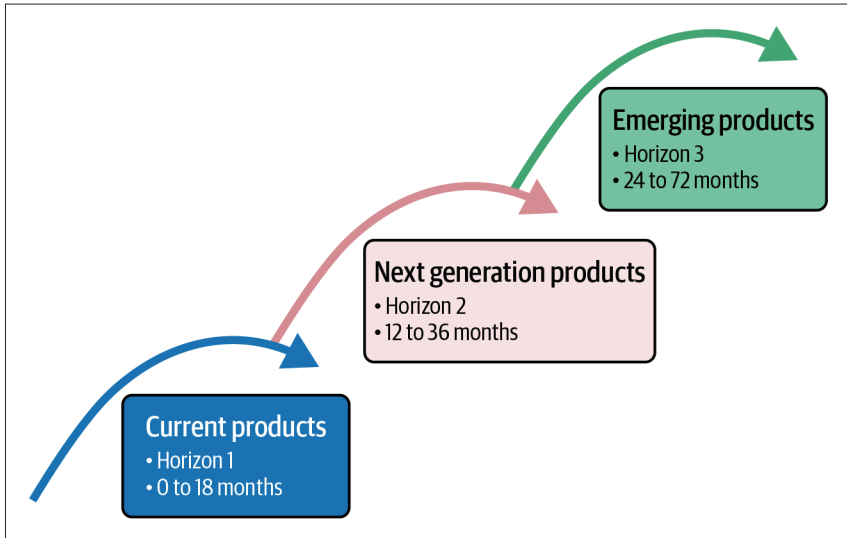 Emerging products
• Horizon 3
• 24 to 72 months
Next generation products
• Horizon 2
• 12 to 36 months
Current products
• Horizon 1
• 0 to 18 months